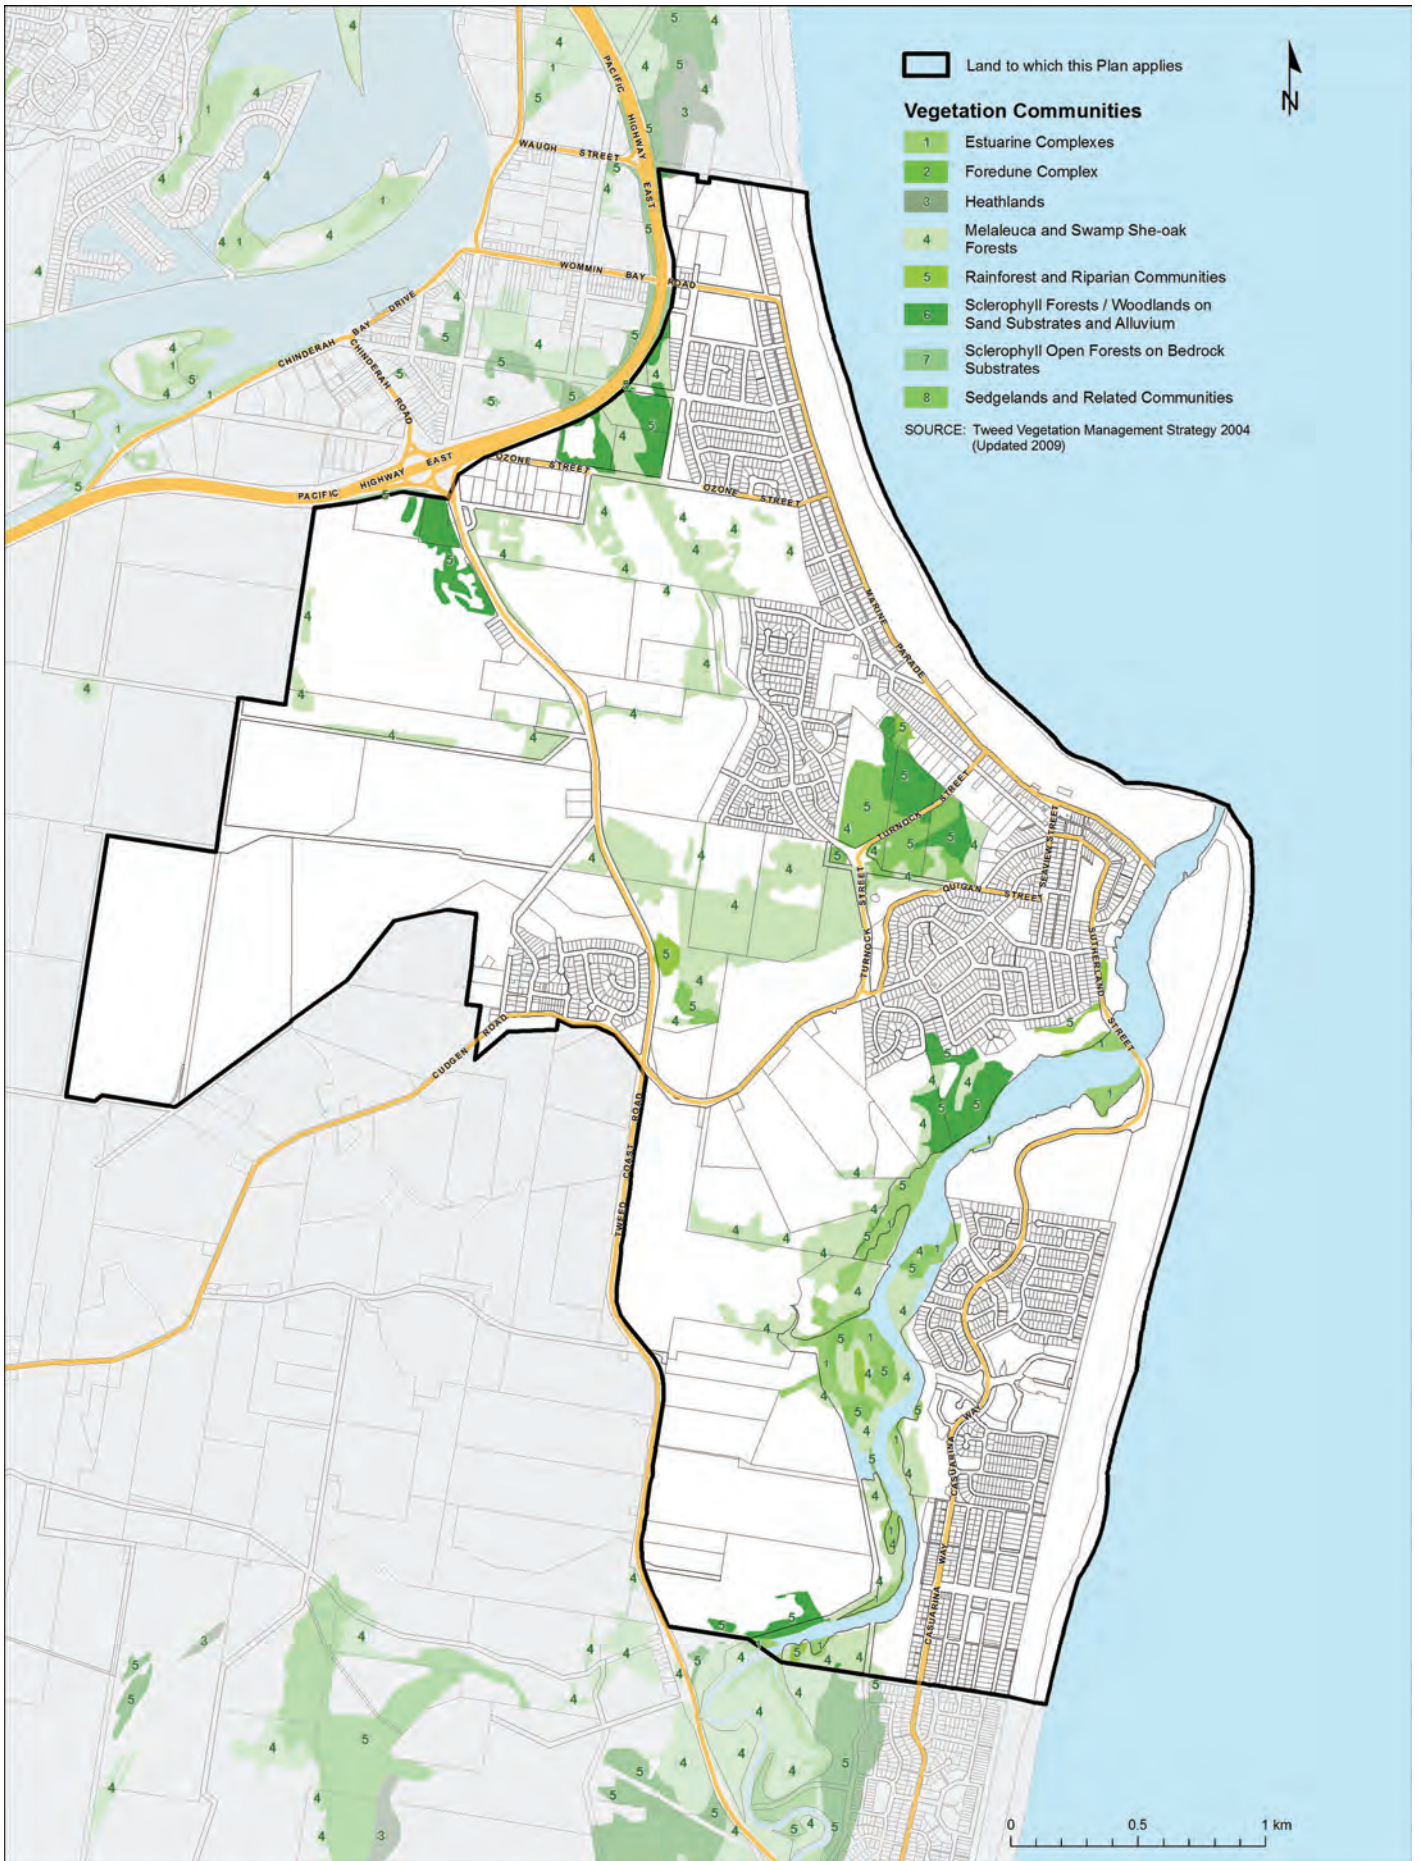 Land to which this Plan applies
N
Vegetation Communities
1 Estuarine Complexes
2 Foredune Complex
3 Heathlands
4 Melaleuca and Swamp She-oak
Forests
5 Rainforest and Riparian Communities
6 Sclerophyll Forests / Woodlands on
Sand Substrates and Alluvium
7 Sclerophyll Open Forests on Bedrock
Substrates
8 Sedgelands and Related Communities
SOURCE: Tweed Vegetation Management Strategy 2004
(Updated 2009)
PACIFIC HIGHWAY EAST
WAUGH STREET
WOMMIN BAY ROAD
CHINDERAH BAY DRIVE
CHINDERAH ROAD
PACIFIC HIGHWAY EAST
OZONE STREET
OZONE STREET
MARINE PARADE
TURNOCK STREET
SEAVIEW STREET
QUIGAN STREET
TURNOCK STREET
SUTHERLAND STREET
CUDGEN ROAD
TWEED COAST ROAD
CASUARINA WAY
CASUARINA WAY
0 0.5 1 km